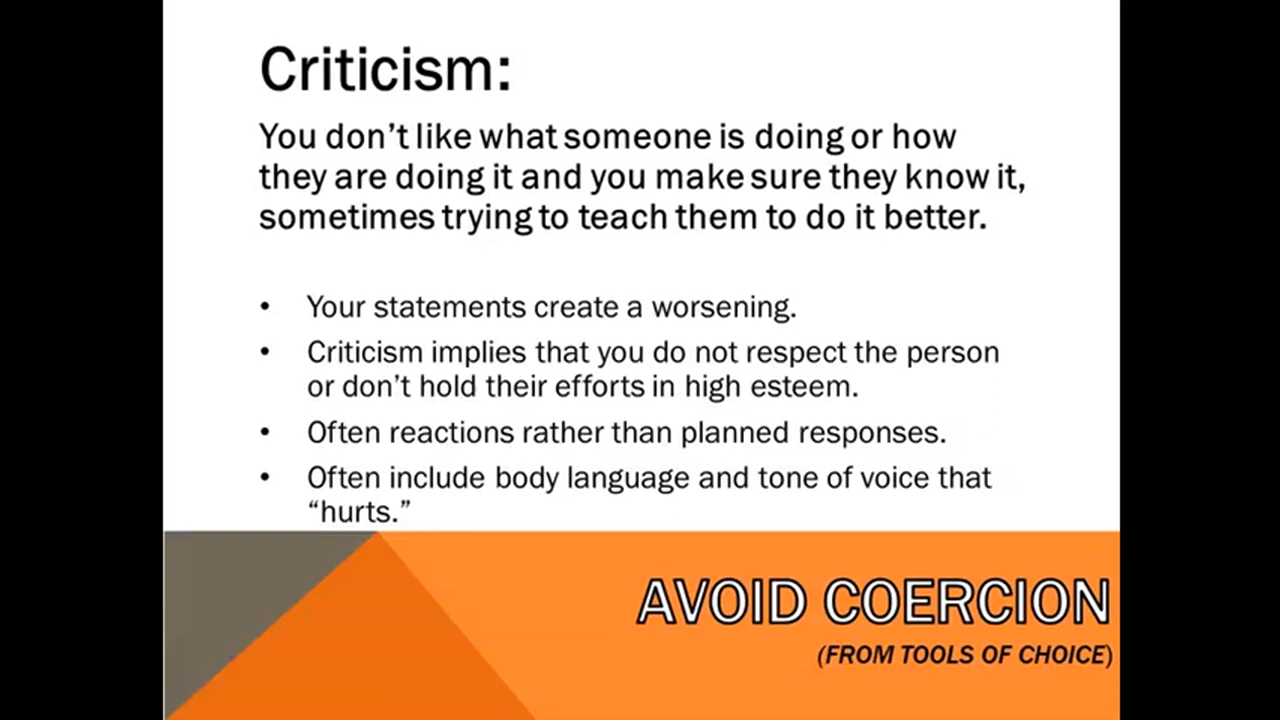 Criticism:
You don’t like what someone is doing or how
they are doing it and you make sure they know it,
sometimes trying to teach them to do it better.
• Your statements create a worsening.
• Criticism implies that you do not respect the person
or don’t hold their efforts in high esteem.
• Often reactions rather than planned responses.
• Often include body language and tone of voice that
“hurts.”
AVOID COERCION
(FROM TOOLS OF CHOICE)